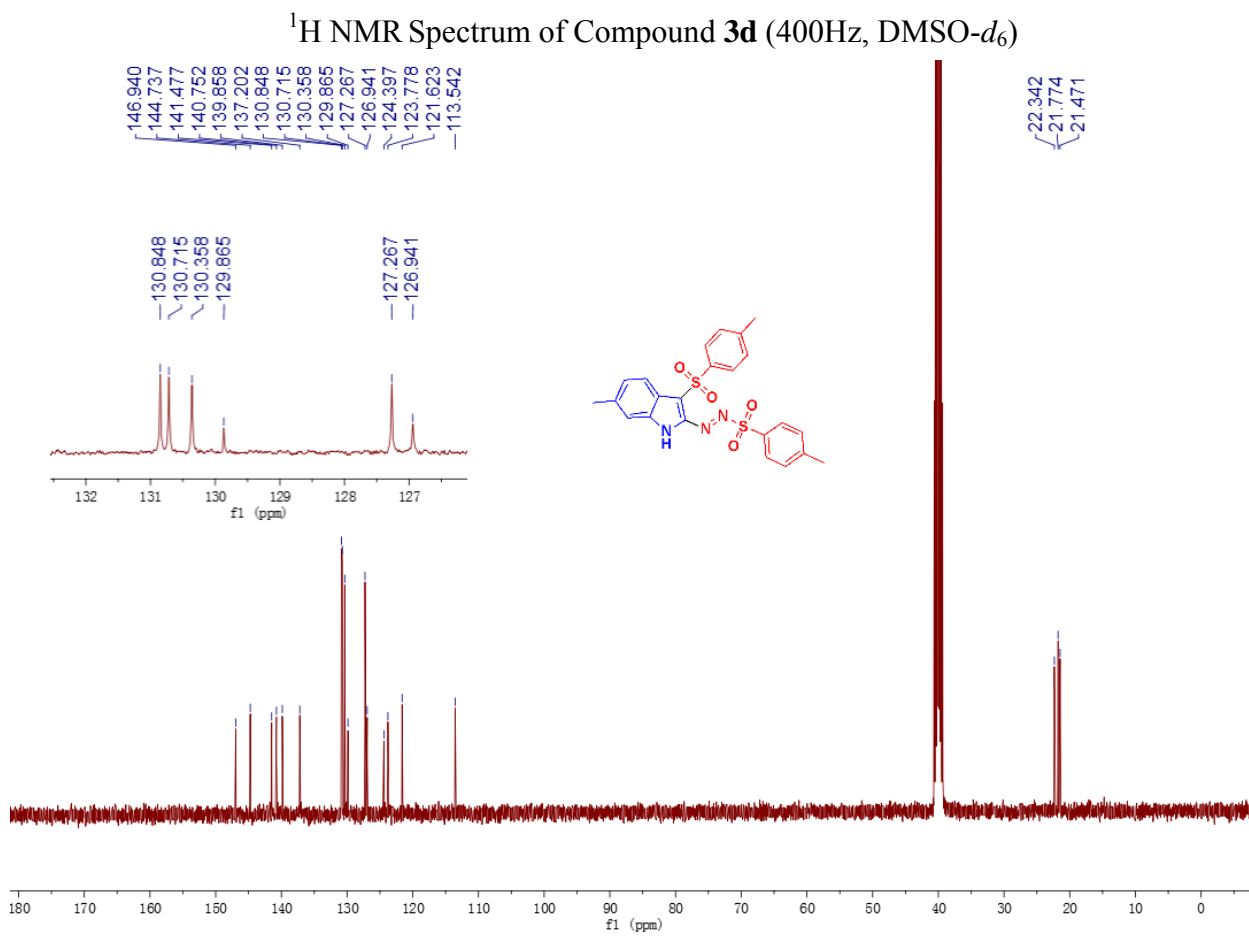 ¹H NMR Spectrum of Compound 3d (400Hz, DMSO-d₆)
146.940
144.737
141.477
140.752
139.858
137.202
130.848
130.715
130.358
129.865
127.267
126.941
124.397
123.778
121.623
113.542
22.342
21.774
21.471
130.848
130.715
130.358
129.865
127.267
126.941
132 131 130 129 128 127
f1 (ppm)
O
S
O
N
H
N
N
O
S
O
180 170 160 150 140 130 120 110 100 90 80 70 60 50 40 30 20 10 0
f1 (ppm)